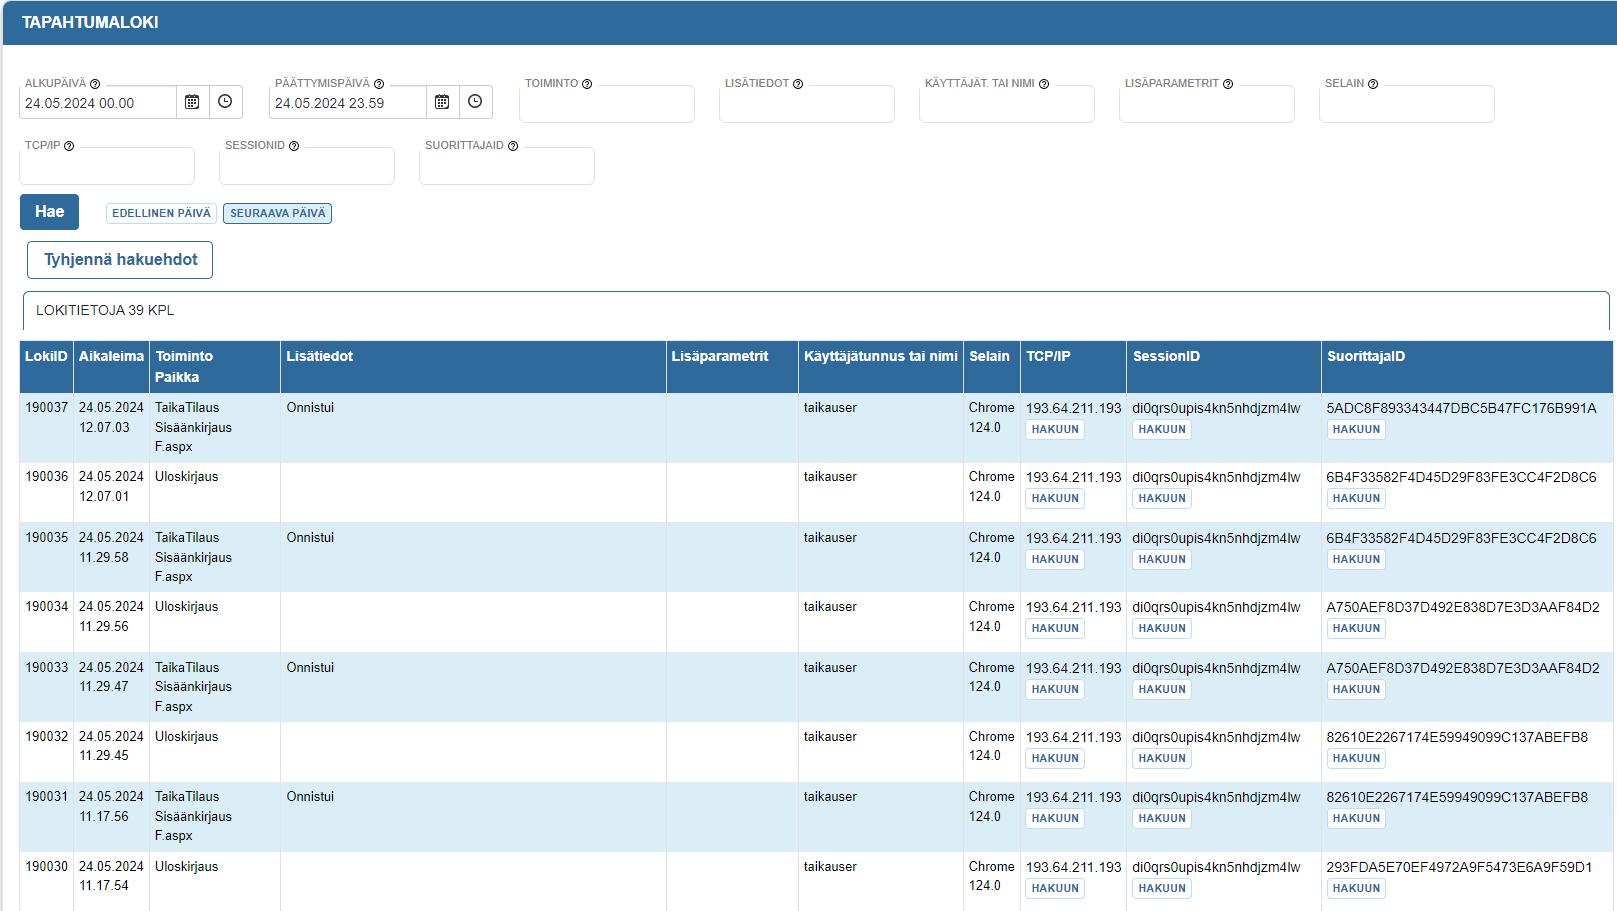 TAPAHTUMALOKI
ALKUPÄIVÄ PÄÄTTYMISPÄIVÄ TOIMINTO LISÄTIEDOT KÄYTTÄJÄT. TAI NIMI LISÄPARAMETRIT SELAIN
24.05.2024 00.00 24.05.2024 23.59
TCP/IP SESSIONID SUORITTAJAID
Hae EDELLINEN PÄIVÄ SEURAAVA PÄIVÄ
Tyhjennä hakuehdot
LOKITIETOJA 39 KPL
LokiID Aikaleima Toiminto Lisätiedot Lisäparametrit Käyttäjätunnus tai nimi Selain TCP/IP SessionID SuorittajaID
Paikka
190037 24.05.2024 TaikaTilaus Onnistui taikauser Chrome 193.64.211.193 di0qrs0upis4kn5nhdjzm4lw 5ADC8F893343447DBC5B47FC176B991A
12.07.03 Sisäänkirjaus 124.0 HAKUUN HAKUUN HAKUUN
F.aspx
190036 24.05.2024 Uloskirjaus taikauser Chrome 193.64.211.193 di0qrs0upis4kn5nhdjzm4lw 6B4F33582F4D45D29F83FE3CC4F2D8C6
12.07.01 124.0 HAKUUN HAKUUN HAKUUN
190035 24.05.2024 TaikaTilaus Onnistui taikauser Chrome 193.64.211.193 di0qrs0upis4kn5nhdjzm4lw 6B4F33582F4D45D29F83FE3CC4F2D8C6
11.29.58 Sisäänkirjaus 124.0 HAKUUN HAKUUN HAKUUN
F.aspx
190034 24.05.2024 Uloskirjaus taikauser Chrome 193.64.211.193 di0qrs0upis4kn5nhdjzm4lw A750AEF8D37D492E838D7E3D3AAF84D2
11.29.56 124.0 HAKUUN HAKUUN HAKUUN
190033 24.05.2024 TaikaTilaus Onnistui taikauser Chrome 193.64.211.193 di0qrs0upis4kn5nhdjzm4lw A750AEF8D37D492E838D7E3D3AAF84D2
11.29.47 Sisäänkirjaus 124.0 HAKUUN HAKUUN HAKUUN
F.aspx
190032 24.05.2024 Uloskirjaus taikauser Chrome 193.64.211.193 di0qrs0upis4kn5nhdjzm4lw 82610E2267174E59949099C137ABEFB8
11.29.45 124.0 HAKUUN HAKUUN HAKUUN
190031 24.05.2024 TaikaTilaus Onnistui taikauser Chrome 193.64.211.193 di0qrs0upis4kn5nhdjzm4lw 82610E2267174E59949099C137ABEFB8
11.17.56 Sisäänkirjaus 124.0 HAKUUN HAKUUN HAKUUN
F.aspx
190030 24.05.2024 Uloskirjaus taikauser Chrome 193.64.211.193 di0qrs0upis4kn5nhdjzm4lw 293FDA5E70EF4972A9F5473E6A9F59D1
11.17.54 124.0 HAKUUN HAKUUN HAKUUN